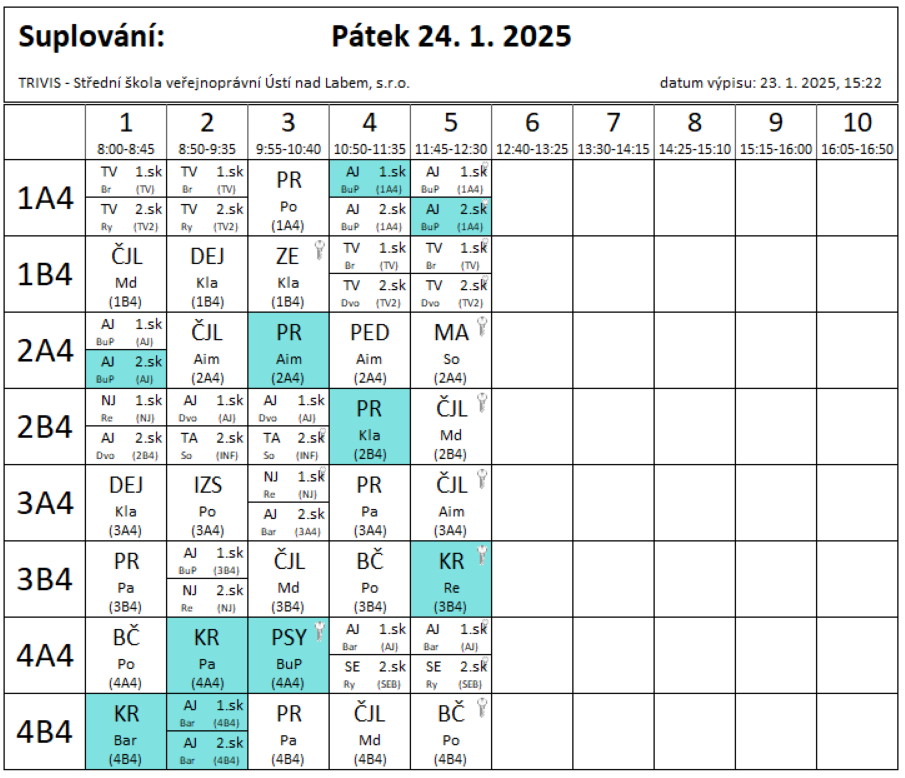 Suplování: Pátek 24. 1. 2025
TRIVIS - Střední škola veřejnoprávní Ústí nad Labem, s.r.o. datum výpisu: 23. 1. 2025, 15:22
1 2 3 4 5 6 7 8 9 10
8:00-8:45 8:50-9:35 9:55-10:40 10:50-11:35 11:45-12:30 12:40-13:25 13:30-14:15 14:25-15:10 15:15-16:00 16:05-16:50
1A4
TV 1.sk TV 1.sk PR AJ 1.sk AJ 1.sk
Br (TV) Br (TV) Po BuP (1A4) BuP (1A4)
TV 2.sk TV 2.sk (1A4) AJ 2.sk AJ 2.sk
Ry (TV2) Ry (TV2) BuP (1A4) BuP (1A4)
1B4
ČJL DEJ ZE TV 1.sk TV 1.sk
Md Kla Kla Br (TV) Br (TV)
(1B4) (1B4) (1B4) TV 2.sk TV 2.sk
Dvo (TV2) Dvo (TV2)
2A4
AJ 1.sk ČJL PR PED MA
BuP (AJ) Aim Aim Aim So
AJ 2.sk (2A4) (2A4) (2A4) (2A4)
BuP (AJ)
2B4
NJ 1.sk AJ 1.sk AJ 1.sk PR ČJL
Re (NJ) Dvo (AJ) Dvo (AJ) Kla Md
AJ 2.sk TA 2.sk TA 2.sk (2B4) (2B4)
Dvo (2B4) So (INF) So (INF)
3A4
DEJ IZS NJ 1.sk PR ČJL
Kla Po Re (NJ) Pa Aim
(3A4) (3A4) AJ 2.sk (3A4) (3A4)
Bar (3A4)
3B4
PR AJ 1.sk ČJL BČ KR
Pa BuP (3B4) Md Po Re
(3B4) NJ 2.sk (3B4) (3B4) (3B4)
Re (NJ)
4A4
BČ KR PSY AJ 1.sk AJ 1.sk
Po Pa BuP Bar (AJ) Bar (AJ)
(4A4) (4A4) (4A4) SE 2.sk SE 2.sk
Ry (SEB) Ry (SEB)
4B4
KR AJ 1.sk PR ČJL BČ
Bar Bar (4B4) Pa Md Po
(4B4) AJ 2.sk (4B4) (4B4) (4B4)
Bar (4B4)